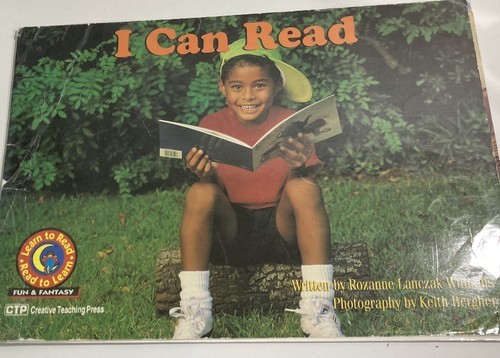 I Can Read
Learn to Read
Read to Learn
FUN & FANTASY
CTP Creative Teaching Press
Written by Rozanne Lanczak
Photography by Keith